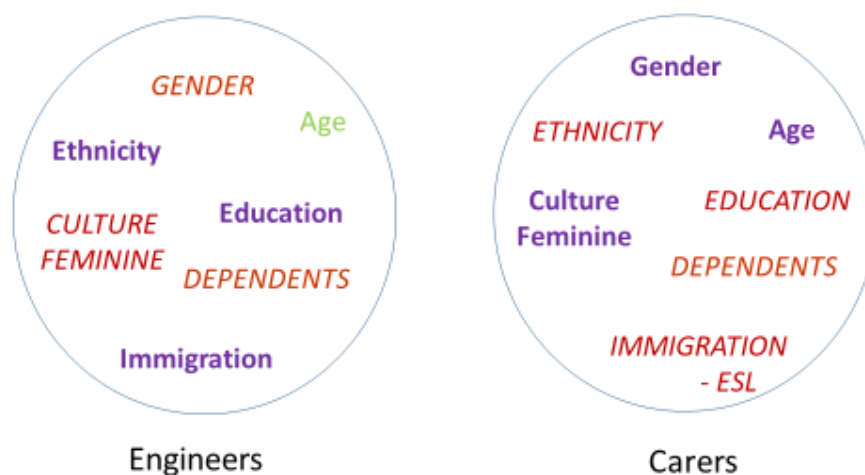 GENDER
Age
Ethnicity
Education
CULTURE
FEMININE
DEPENDENTS
Immigration
Engineers
Gender
ETHNICITY
Age
Culture
Feminine
EDUCATION
DEPENDENTS
IMMIGRATION
- ESL
Carers